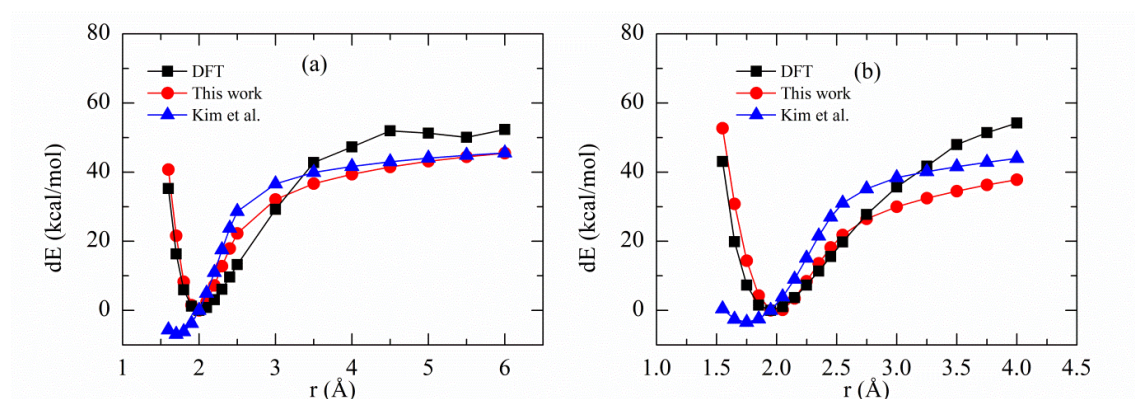 80
60
40
20
0
dE (kcal/mol)
(a)
DFT
This work
Kim et al.
1 2 3 4 5 6
r (Å)
80
60
40
20
0
dE (kcal/mol)
(b)
DFT
This work
Kim et al.
1.0 1.5 2.0 2.5 3.0 3.5 4.0 4.5
r (Å)